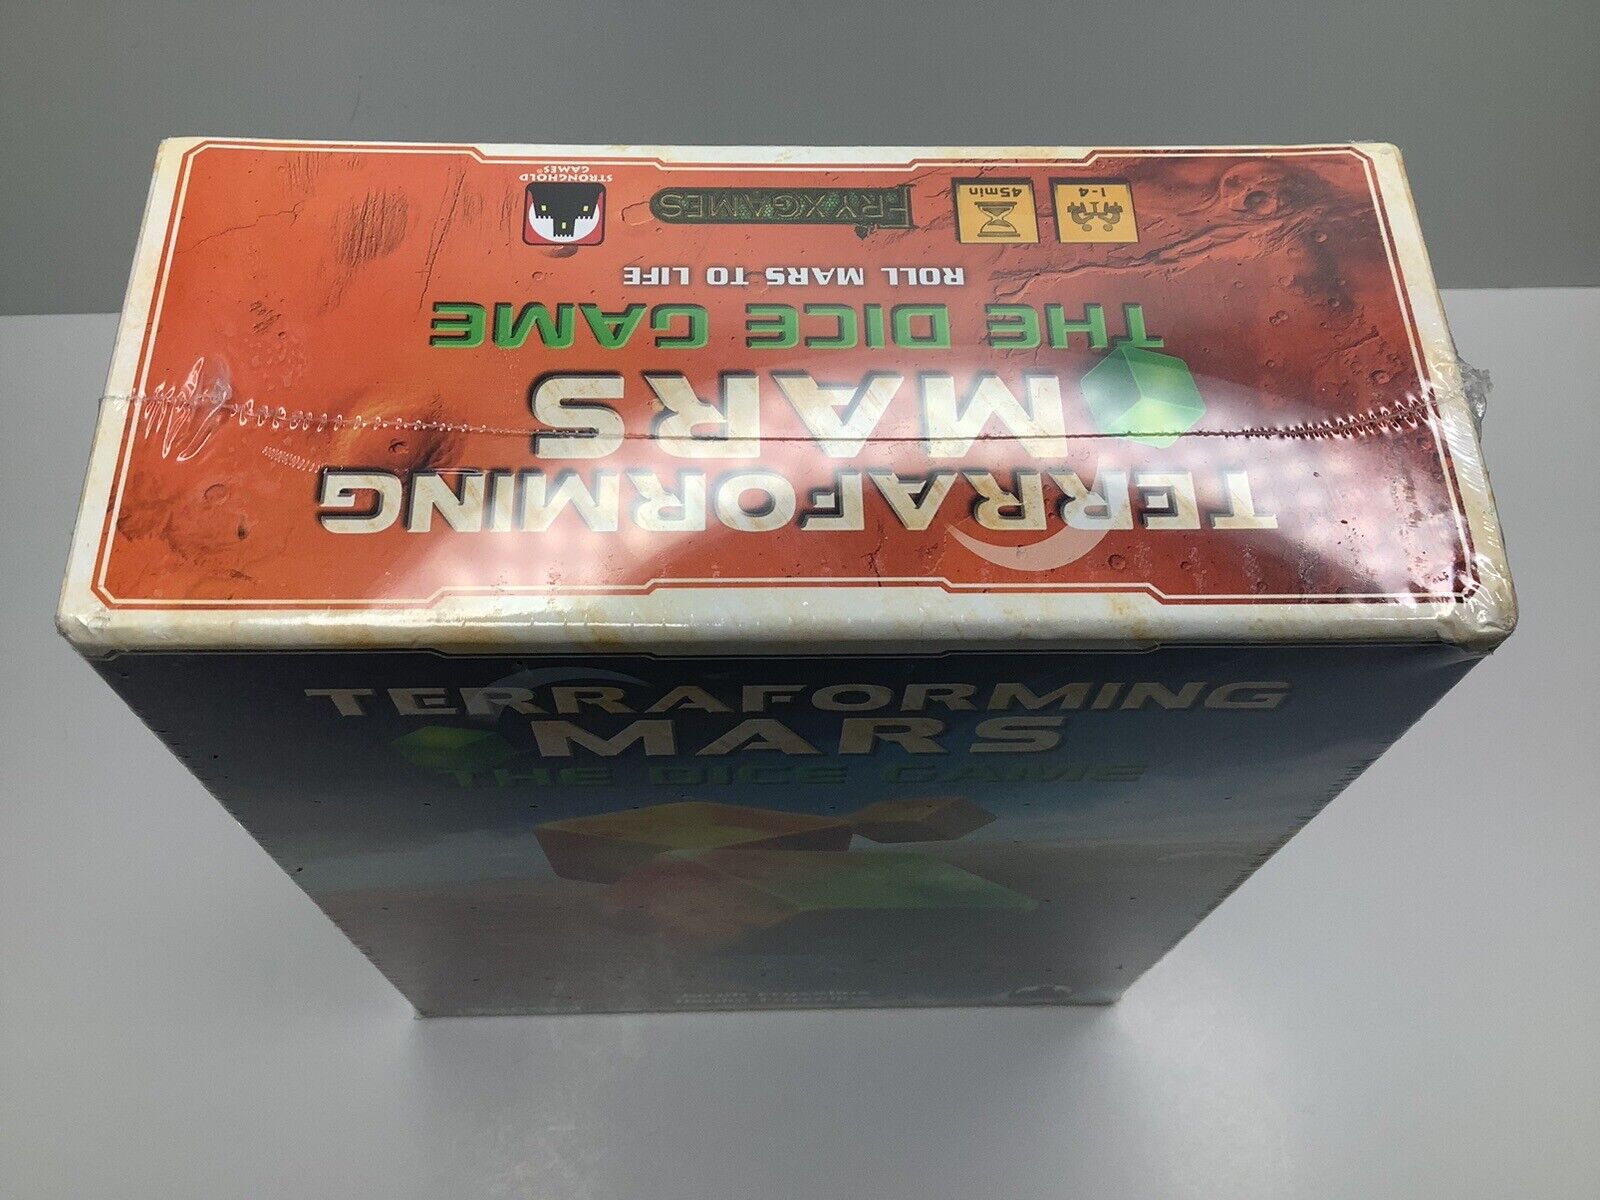 TERRAFORMING
MARS
THE DICE GAME
ROLL MARS TO LIFE
1-4
45min
FRYXGAMES
STRONGHOLD
GAMES®
TERRAFORMING
MARS
THE DICE GAME